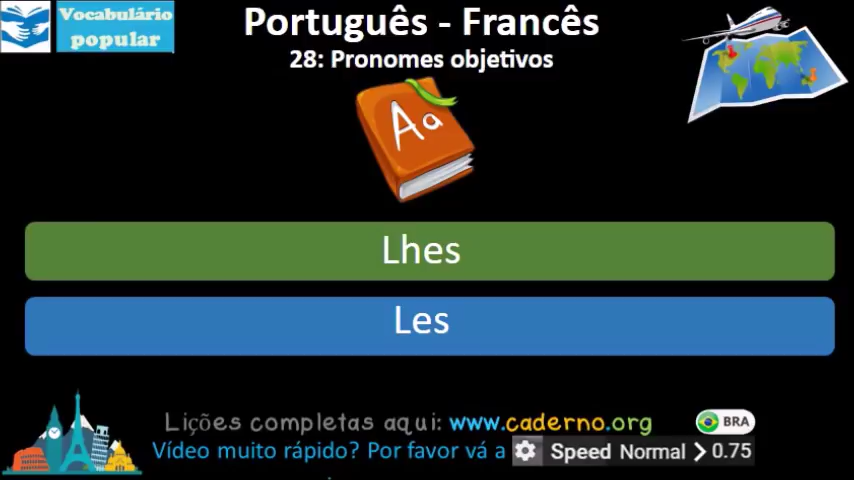 Vocabulário
popular
Português - Francês
28: Pronomes objetivos
Aa
Lhes
Les
Lições completas aqui: www.caderno.org
BRA
Vídeo muito rápido? Por favor vá a Speed Normal > 0.75